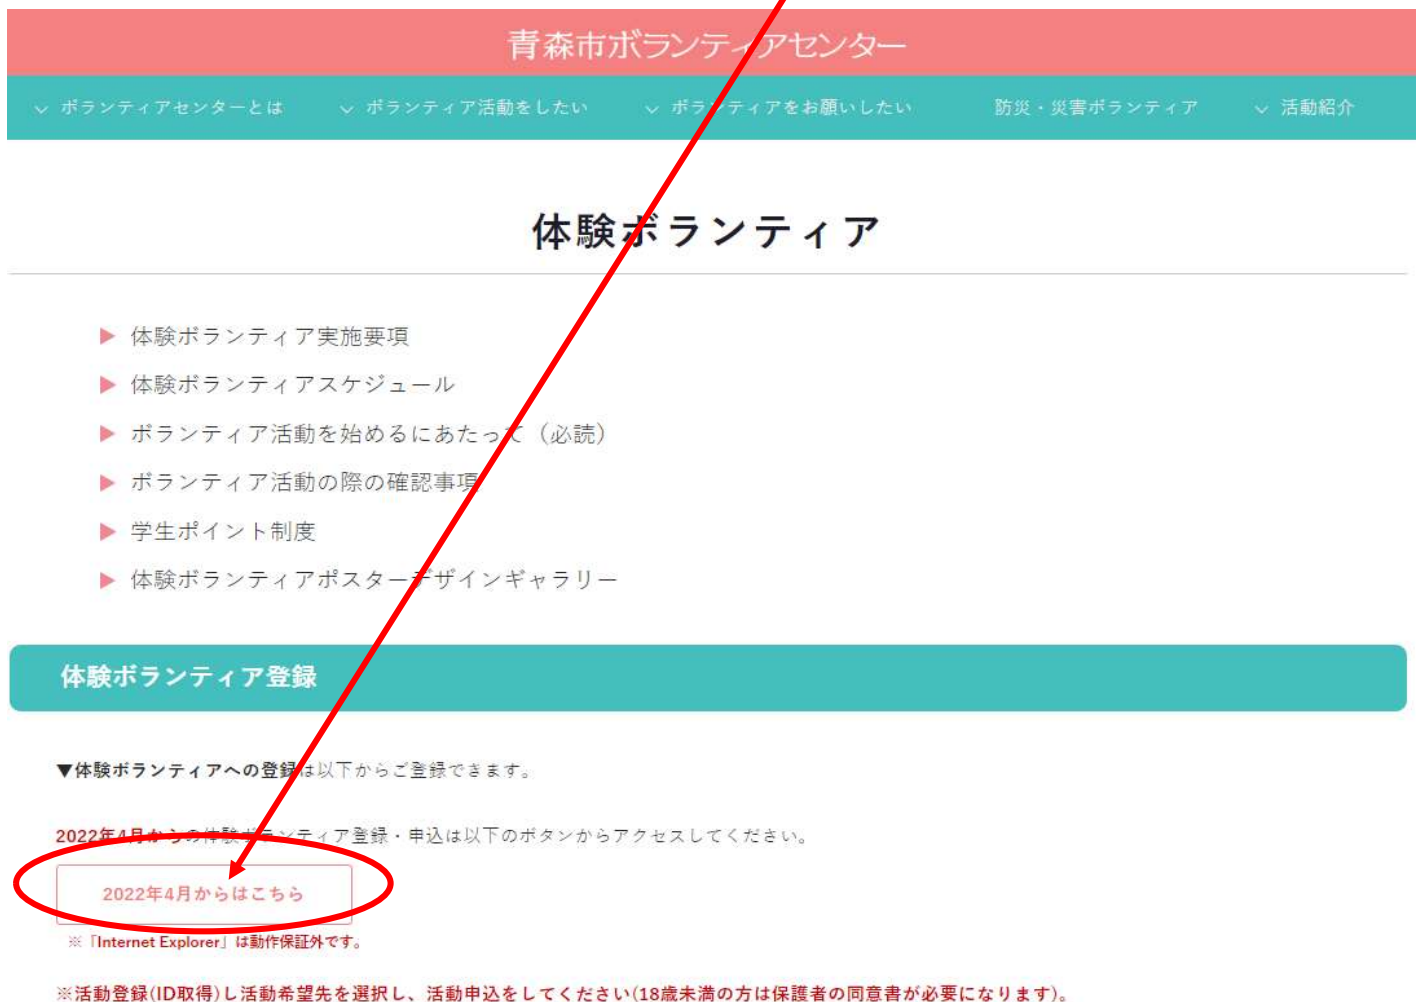 青森市ボランティアセンター
ボランティアセンターとは ボランティア活動をしたい ボランティアをお願いしたい 防災・災害ボランティア 活動紹介
体験ボランティア
▶ 体験ボランティア実施要項
▶ 体験ボランティアスケジュール
▶ ボランティア活動を始めるにあたって（必読）
▶ ボランティア活動の際の確認事項
▶ 学生ポイント制度
▶ 体験ボランティアポスターデザインギャラリー
体験ボランティア登録
▼体験ボランティアへの登録は以下からご登録できます。
2022年4月からの体験ボランティア登録・申込は以下のボタンからアクセスしてください。
2022年4月からはこちら
※「Internet Explorer」は動作保証外です。
※活動登録(ID取得)し活動希望先を選択し、活動申込をしてください(18歳未満の方は保護者の同意書が必要になります)。